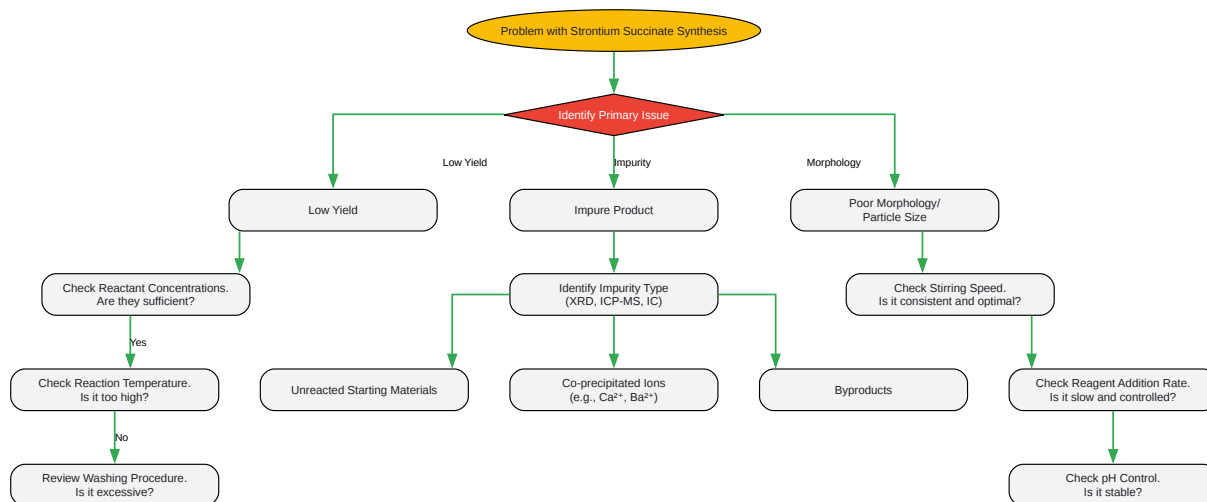 Problem with Strontium Succinate Synthesis
Identify Primary Issue
Low Yield
Impurity
Morphology
Low Yield
Impure Product
Poor Morphology/
Particle Size
Check Reactant Concentrations.
Are they sufficient?
Identify Impurity Type
(XRD, ICP-MS, IC)
Check Stirring Speed.
Is it consistent and optimal?
Yes
Check Reaction Temperature.
Is it too high?
Unreacted Starting Materials
Co-precipitated Ions
(e.g., Ca²⁺, Ba²⁺)
Byproducts
Check Reagent Addition Rate.
Is it slow and controlled?
No
Review Washing Procedure.
Is it excessive?
Check pH Control.
Is it stable?